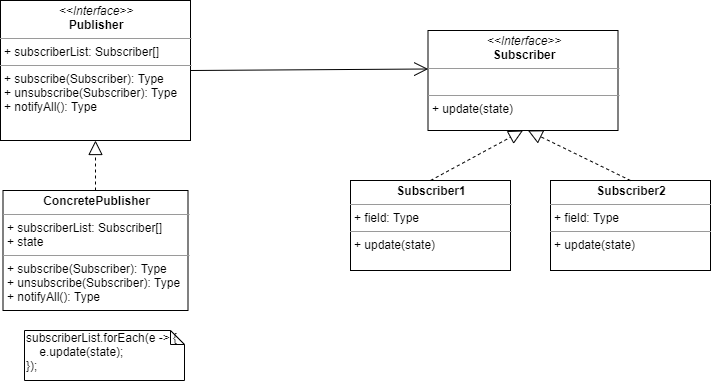 <<Interface>>
Publisher
+ subscriberList: Subscriber[]
+ subscribe(Subscriber): Type
+ unsubscribe(Subscriber): Type
+ notifyAll(): Type
<<Interface>>
Subscriber
+ update(state)
ConcretePublisher
+ subscriberList: Subscriber[]
+ state
+ subscribe(Subscriber): Type
+ unsubscribe(Subscriber): Type
+ notifyAll(): Type
Subscriber1
+ field: Type
+ update(state)
Subscriber2
+ field: Type
+ update(state)
subscriberList.forEach(e -> {
e.update(state);
});